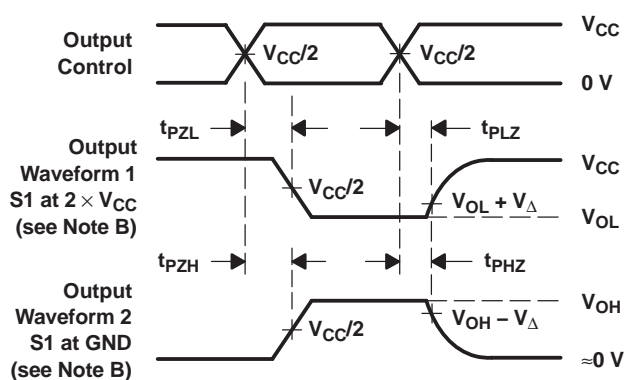 Output
Control
V_CC/2
V_CC/2
V_CC
0 V
t_PZL
t_PLZ
Output
Waveform 1
S1 at 2 × V_CC
(see Note B)
V_CC/2
V_CC
V_OL + V_Δ
V_OL
t_PZH
t_PHZ
Output
Waveform 2
S1 at GND
(see Note B)
V_CC/2
V_OH
V_OH – V_Δ
≈0 V